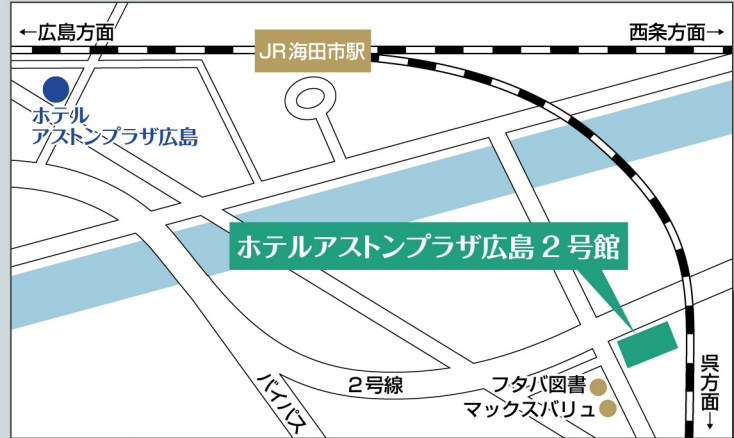 ←広島方面
西条方面→
JR海田市駅
ホテル
アストンプラザ広島
ホテルアストンプラザ広島2号館
バイパス
2号線
フタバ図書
マックスバリュ
呉方面→